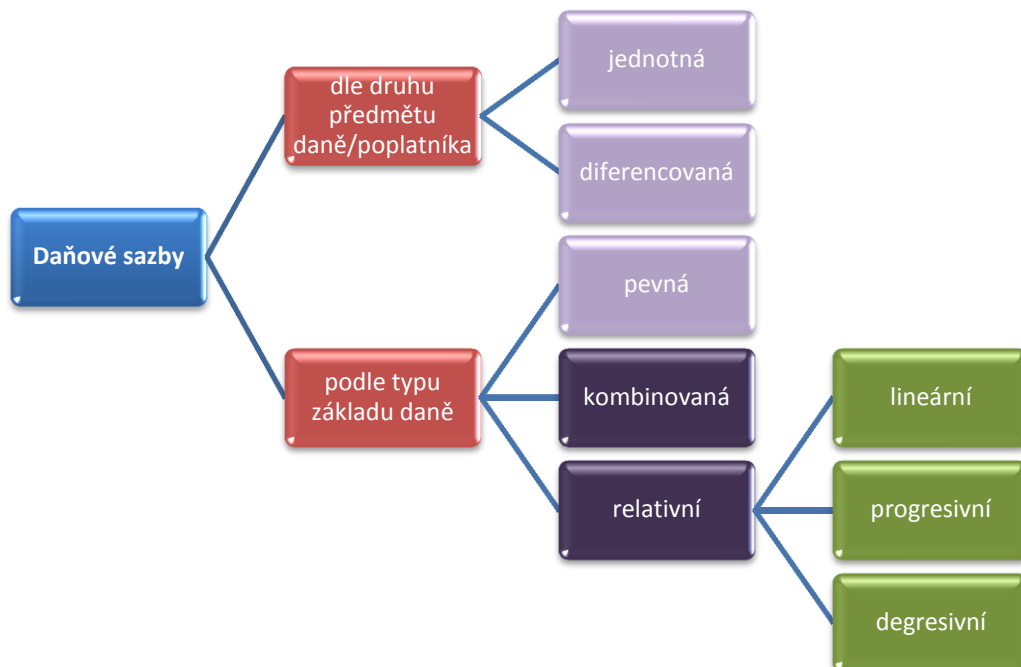 Daňové sazby
dle druhu
předmětu
daně/poplatníka
jednotná
diferencovaná
podle typu
základu daně
pevná
kombinovaná
relativní
lineární
progresivní
degresivní